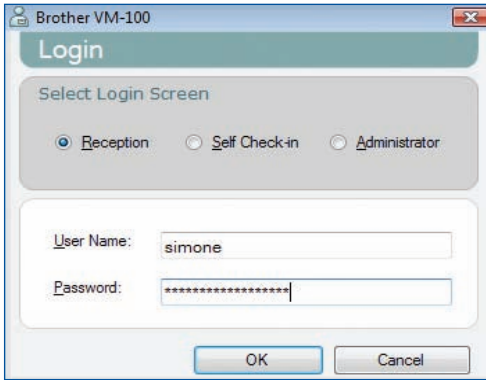 Brother VM-100
Login
Select Login Screen
Reception Self Check-in Administrator
User Name: simone
Password: ******************
OK Cancel